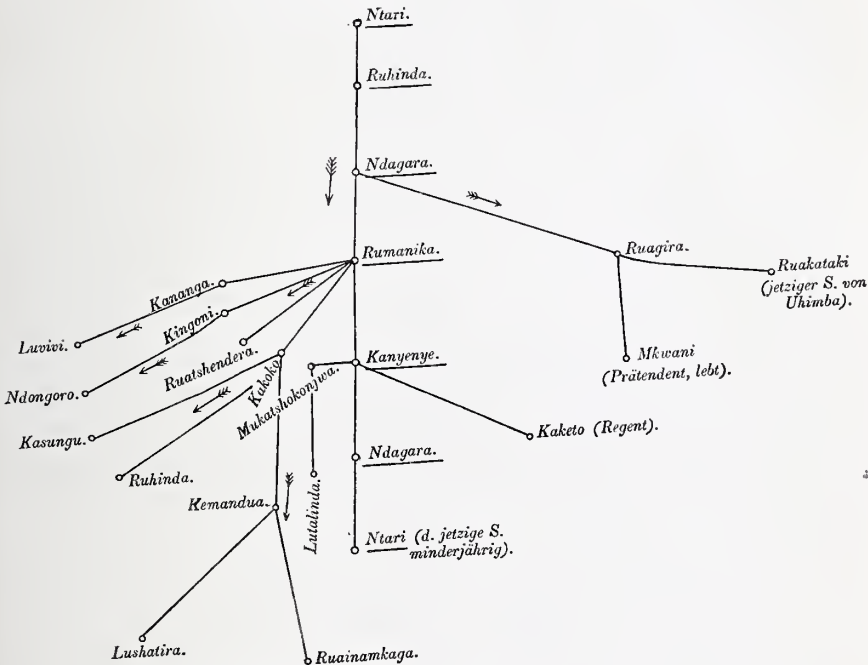 Ntari.
Ruhinda.
Ndagara.
Rumanika.
Ruagira.
Ruakataki
(jetziger S. von
Uhimba).
Kananga.
Kingoni.
Luvivi.
Ruatshendera.
Mkwani
(Prätendent, lebt).
Kanyenye.
Kakoko.
Mukatshokonjwa.
Ndongoro.
Kasungu.
Kaketo (Regent).
Ndagara.
Ruhinda.
Kemandua.
Lutalinda.
Ntari (d. jetzige S.
minderjährig).
Lushatira.
Ruainamkaga.